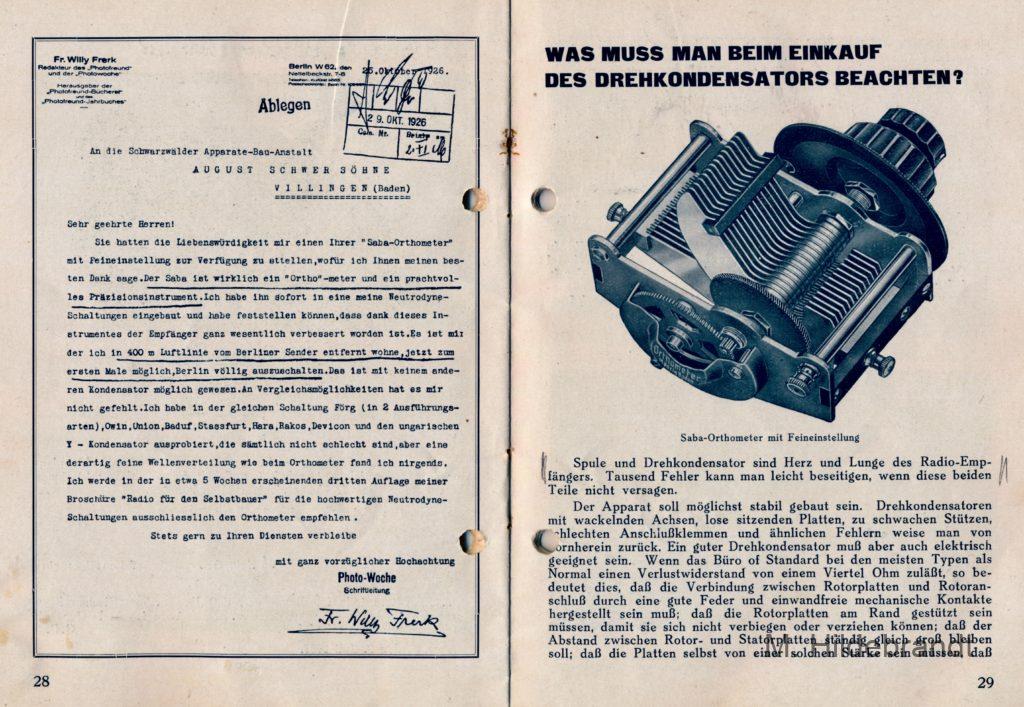 Fr. Willy Frerk
Redakteur des „Photofreund"
und der „Photowoche"
Herausgeber der
„Photofreund-Bücherei"
und des
„Photofreund-Jahrbuches"
Berlin W 62, den
Nettelbeckstr. 7-8
25.Oktober 1926.
Ablegen
29. OKT. 1926
An die Schwarzwälder Apparate-Bau-Anstalt
AUGUST SCHWER SÖHNE
VILLINGEN (Baden)
Sehr geehrte Herren!
Sie hatten die Liebenswürdigkeit mir einen Ihrer "Saba-Orthometer"
mit Feineinstellung zur Verfügung zu stellen,wofür ich Ihnen meinen bes-
ten Dank sage.Der Saba ist wirklich ein "Ortho"-meter und ein prachtvol-
les Präzisionsinstrument.Ich habe ihn sofort in eine meine Neutrodyne-
Schaltungen eingebaut und habe feststellen können,dass dank dieses In-
strumentes der Empfänger ganz wesentlich verbessert worden ist.Es ist mir
der ich in 400 m Luftlinie vom Berliner Sender entfernt wohne,jetzt zum
ersten Male möglich,Berlin völlig auszuschalten.Das ist mit keinem ande-
ren Kondensator möglich gewesen.An Vergleichsmöglichkeiten hat es mir
nicht gefehlt.Ich habe in der gleichen Schaltung Förg (in 2 Ausführungs-
arten),Owin,Union,Baduf,Stassfurt,Hara,Rakos,Devicon und den ungarischen
Y - Kondensator ausprobiert,die sämtlich nicht schlecht sind,aber eine
derartig feine Wellenverteilung wie beim Orthometer fand ich nirgends.
Ich werde in der in etwa 5 Wochen erscheinenden dritten Auflage meiner
Broschüre "Radio für den Selbstbauer" für die hochwertigen Neutrodyne-
Schaltungen ausschliesslich den Orthometer empfehlen.
Stets gern zu Ihren Diensten verbleibe
mit ganz vorzüglicher Hochachtung
Photo-Woche
Schriftleitung
Fr. Willy Frerk
28
WAS MUSS MAN BEIM EINKAUF
DES DREHKONDENSATORS BEACHTEN?
Orthometer
Saba-Orthometer mit Feineinstellung
Spule und Drehkondensator sind Herz und Lunge des Radio-Emp-
fängers. Tausend Fehler kann man leicht beseitigen, wenn diese beiden
Teile nicht versagen.
Der Apparat soll möglichst stabil gebaut sein. Drehkondensatoren
mit wackelnden Achsen, lose sitzenden Platten, zu schwachen Stützen,
schlechten Anschlußklemmen und ähnlichen Fehlern weise man von
vornherein zurück. Ein guter Drehkondensator muß aber auch elektrisch
geeignet sein. Wenn das Büro of Standard bei den meisten Typen als
Normal einen Verlustwiderstand von einem Viertel Ohm zuläßt, so be-
deutet dies, daß die Verbindung zwischen Rotorplatten und Rotoran-
schluß durch eine gute Feder und einwandfreie mechanische Kontakte
hergestellt sein muß; daß die Rotorplatten am Rand gestützt sein
müssen, damit sie sich nicht verbiegen oder verziehen können; daß der
Abstand zwischen Rotor- und Statorplatten ständig gleich groß bleiben
soll; daß die Platten selbst von einer solchen Stärke sein müssen, daß
M. Hildebrandt
29